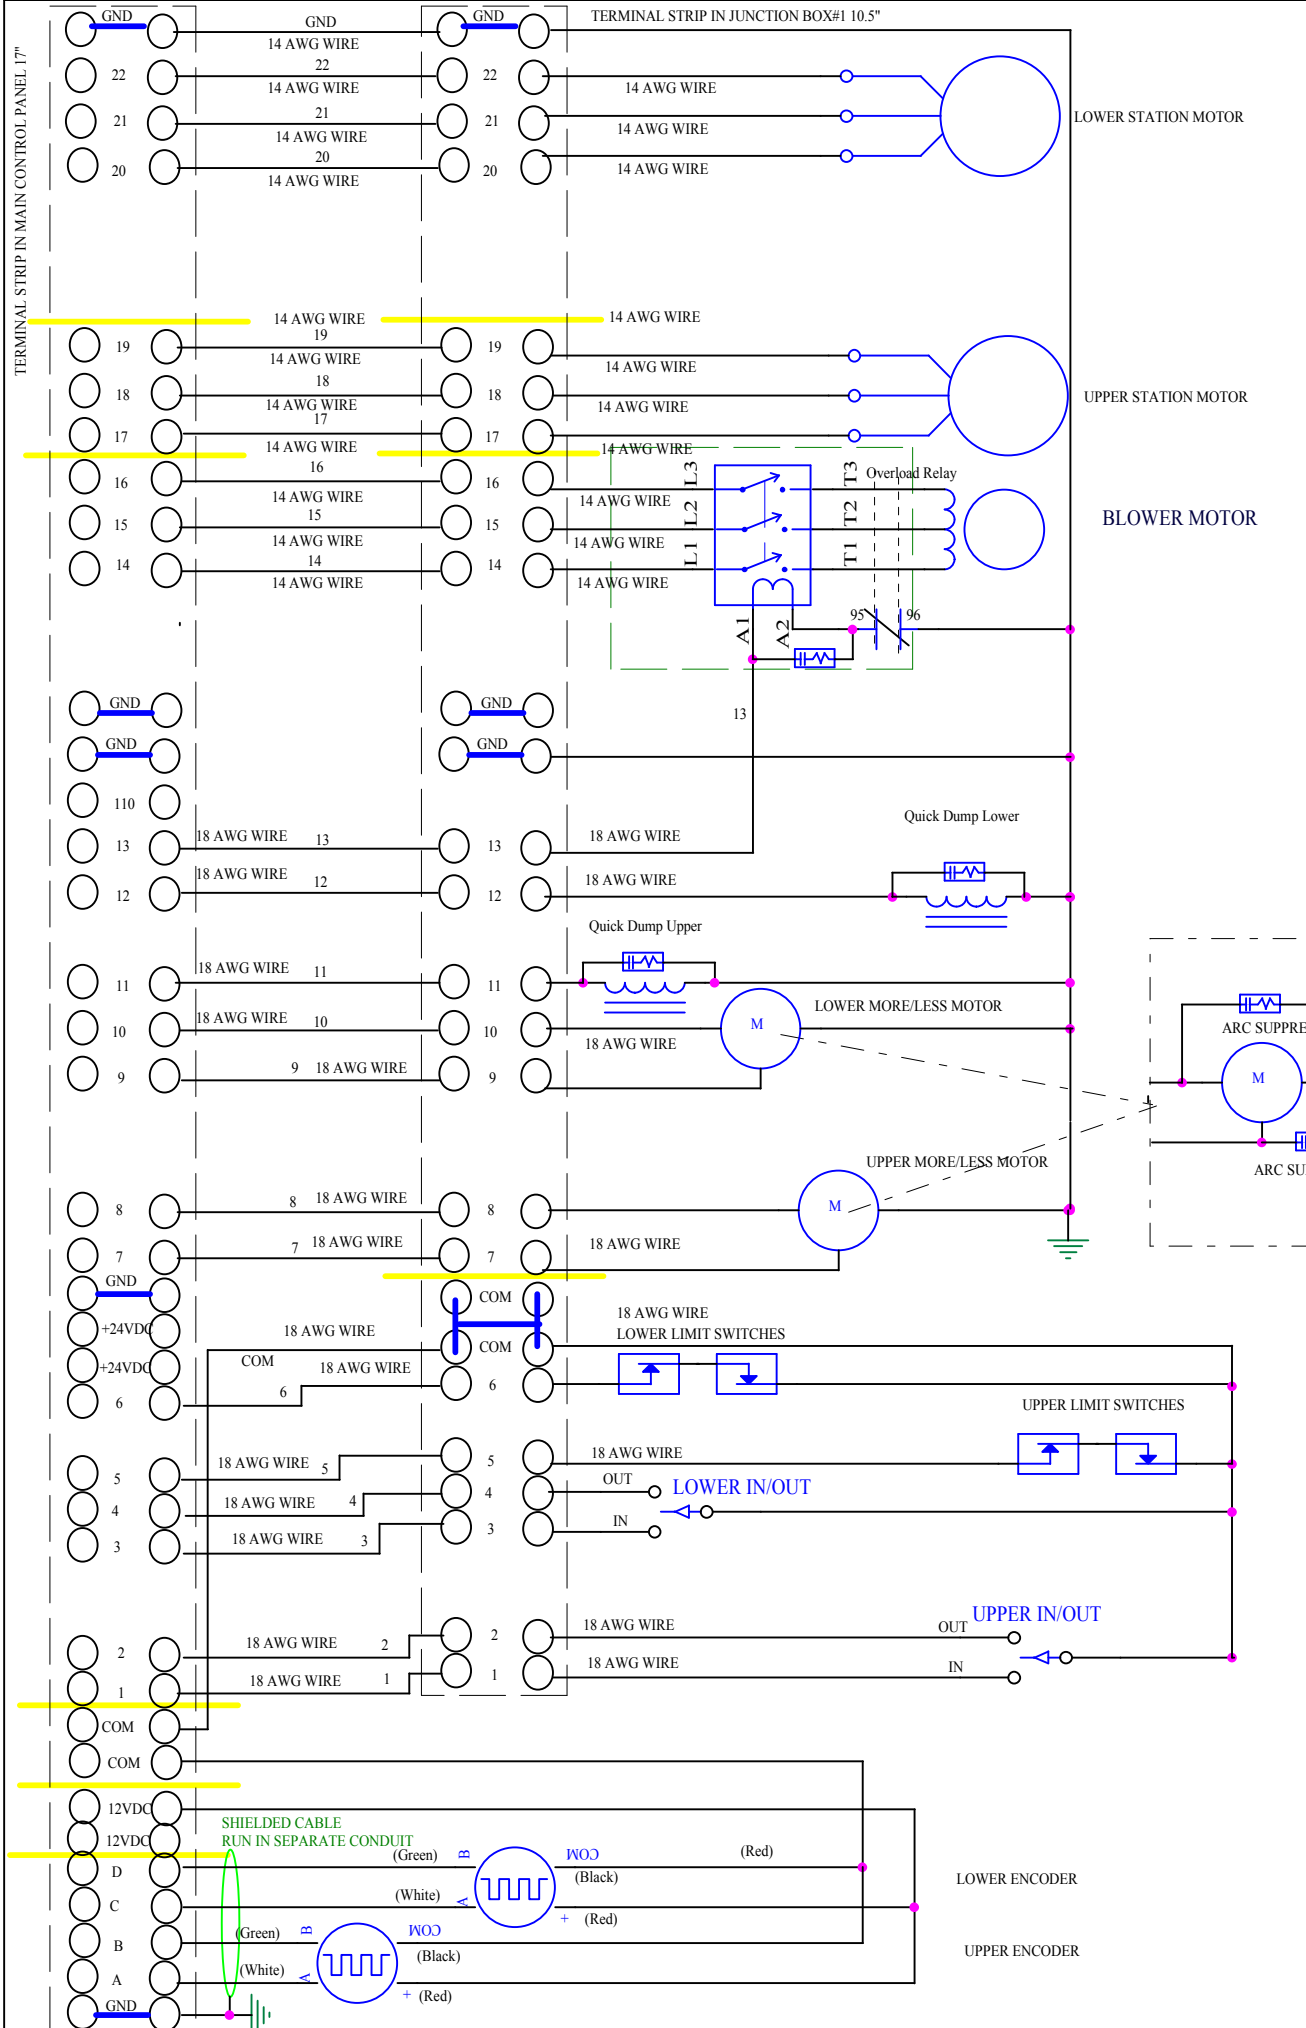 GND GND GND TERMINAL STRIP IN JUNCTION BOX#1 10.5"
14 AWG WIRE
TERMINAL STRIP IN MAIN CONTROL PANEL 17"
22 22 22
14 AWG WIRE 14 AWG WIRE
21 21 21 LOWER STATION MOTOR
14 AWG WIRE 14 AWG WIRE
20 20 20
14 AWG WIRE 14 AWG WIRE
14 AWG WIRE 14 AWG WIRE
19 19 19
14 AWG WIRE 14 AWG WIRE
18 18 18 UPPER STATION MOTOR
14 AWG WIRE 14 AWG WIRE
17 17 17
14 AWG WIRE 14 AWG WIRE
16 16 16 L3 T3 Overload Relay
14 AWG WIRE 14 AWG WIRE
15 15 15 L2 T2 BLOWER MOTOR
14 AWG WIRE 14 AWG WIRE
14 14 14 L1 T1
14 AWG WIRE 14 AWG WIRE
A1 A2 95 96
GND GND
13
GND GND
110
Quick Dump Lower
13 18 AWG WIRE 13 13 18 AWG WIRE
12 18 AWG WIRE 12 12 18 AWG WIRE
Quick Dump Upper
11 18 AWG WIRE 11 11
LOWER MORE/LESS MOTOR
10 18 AWG WIRE 10 10 18 AWG WIRE M
ARC SUPPRE
9 9 18 AWG WIRE 9 M
UPPER MORE/LESS MOTOR
ARC SU
8 8 18 AWG WIRE 8 M
7 7 18 AWG WIRE 7 18 AWG WIRE
GND
COM
+24VDC 18 AWG WIRE COM 18 AWG WIRE
LOWER LIMIT SWITCHES
+24VDC COM 18 AWG WIRE
6 6 6
UPPER LIMIT SWITCHES
5 18 AWG WIRE 5 5 18 AWG WIRE
OUT LOWER IN/OUT
4 18 AWG WIRE 4 4
IN
3 18 AWG WIRE 3 3
UPPER IN/OUT
2 18 AWG WIRE 2 2 18 AWG WIRE OUT
1 18 AWG WIRE 1 1 18 AWG WIRE IN
COM
COM
12VDC
SHIELDED CABLE
12VDC RUN IN SEPARATE CONDUIT
D (Green) B COM (Red)
(Black) LOWER ENCODER
C (White) A + (Red)
B (Green) B COM
(Black) UPPER ENCODER
A (White) A
+ (Red)
GND